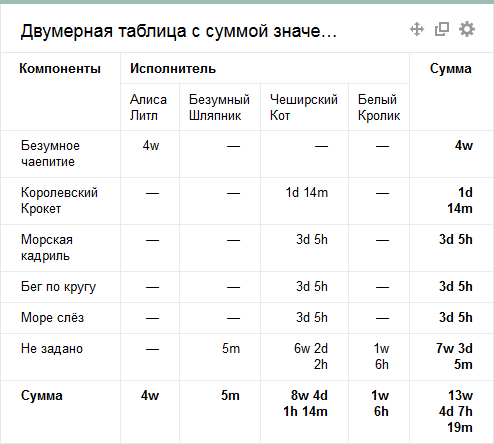 Двумерная таблица с суммой значе…
Компоненты Исполнитель Сумма
Алиса Безумный Чеширский Белый
Литл Шляпник Кот Кролик
Безумное 4w — — — 4w
чаепитие
Королевский — — 1d 14m — 1d
Крокет 14m
Морская — — 3d 5h — 3d 5h
кадриль
Бег по кругу — — 3d 5h — 3d 5h
Море слёз — — 3d 5h — 3d 5h
Не задано — 5m 6w 2d 1w 7w 3d
2h 6h 5m
Сумма 4w 5m 8w 4d 1w 13w
1h 14m 6h 4d 7h
19m